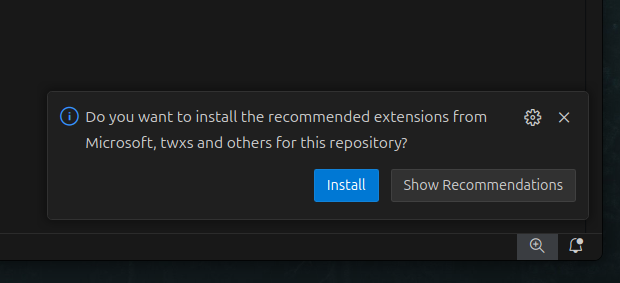 Do you want to install the recommended extensions from
Microsoft, twxs and others for this repository?
Install
Show Recommendations